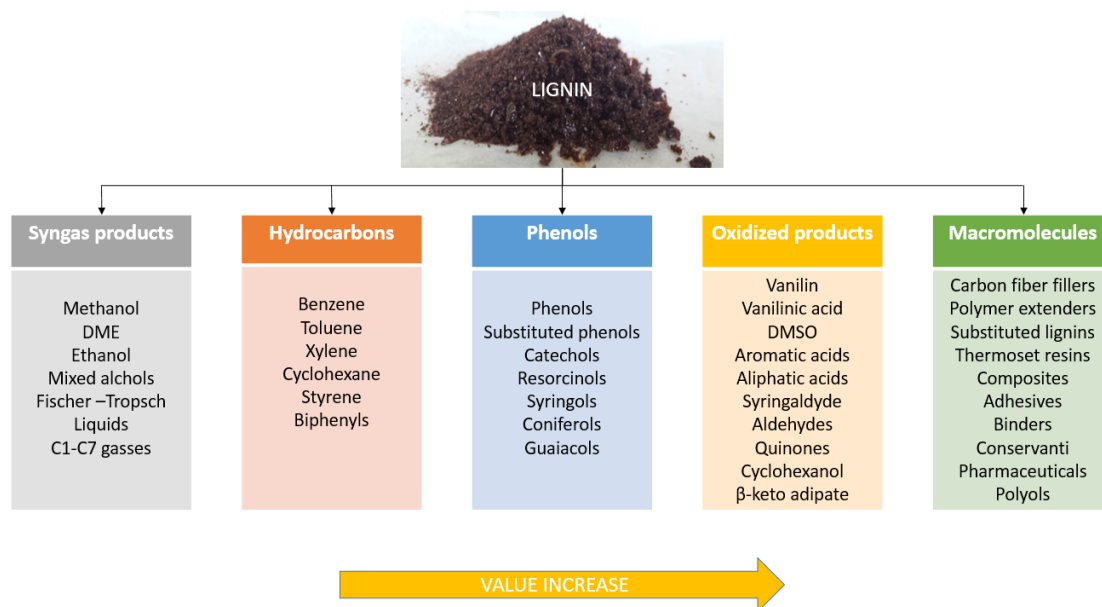 LIGNIN
Syngas products
Methanol
DME
Ethanol
Mixed alchols
Fischer –Tropsch
Liquids
C1-C7 gasses
Hydrocarbons
Benzene
Toluene
Xylene
Cyclohexane
Styrene
Biphenyls
Phenols
Phenols
Substituted phenols
Catechols
Resorcinols
Syringols
Coniferols
Guaiacols
Oxidized products
Vanilin
Vanilinic acid
DMSO
Aromatic acids
Aliphatic acids
Syringaldyde
Aldehydes
Quinones
Cyclohexanol
β-keto adipate
Macromolecules
Carbon fiber fillers
Polymer extenders
Substituted lignins
Thermoset resins
Composites
Adhesives
Binders
Conservanti
Pharmaceuticals
Polyols
VALUE INCREASE